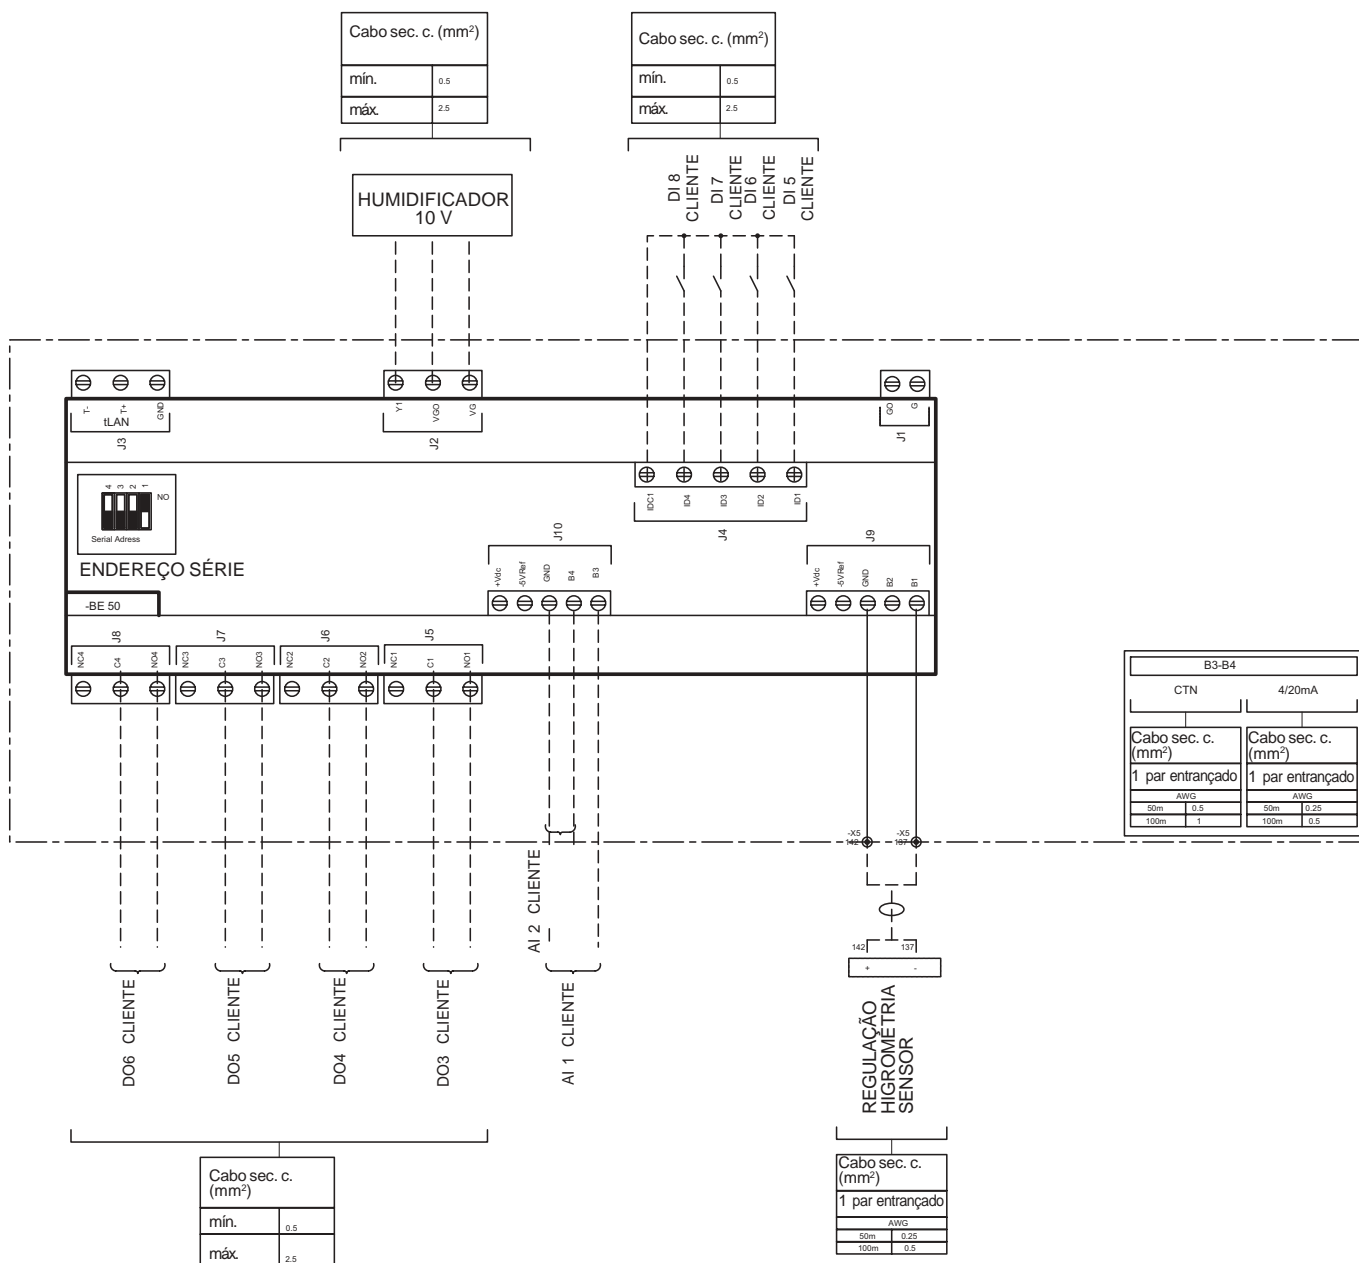 Cabo sec. c. (mm²)
mín. 0.5
máx. 2.5
Cabo sec. c. (mm²)
mín. 0.5
máx. 2.5
HUMIDIFICADOR
10 V
DI 8
CLIENTE
DI 7
CLIENTE
DI 6
CLIENTE
DI 5
CLIENTE
T-
T+
GND
tLAN
J3
Y1
VGO
VG
J2
GO
G
J1
4
3
2
1
NO
Serial Adress
ENDEREÇO SÉRIE
-BE 50
IDC1
ID4
ID3
ID2
ID1
J4
J10
+Vdc
-5VRef
GND
B4
B3
J9
+Vdc
-5VRef
GND
B2
B1
J8
NC4
C4
NO4
J7
NC3
C3
NO3
J6
NC2
C2
NO2
J5
NC1
C1
NO1
B3-B4
CTN
4/20mA
Cabo sec. c.
(mm²)
1 par entrançado
AWG
50m 0.5
100m 1
Cabo sec. c.
(mm²)
1 par entrançado
AWG
50m 0.25
100m 0.5
-X5
142
-X5
137
142
137
+
-
DO6 CLIENTE
DO5 CLIENTE
DO4 CLIENTE
DO3 CLIENTE
AI 2 CLIENTE
AI 1 CLIENTE
REGULAÇÃO
HIGROMETRIA
SENSOR
Cabo sec. c.
(mm²)
mín. 0.5
máx. 2.5
Cabo sec. c.
(mm²)
1 par entrançado
AWG
50m 0.25
100m 0.5